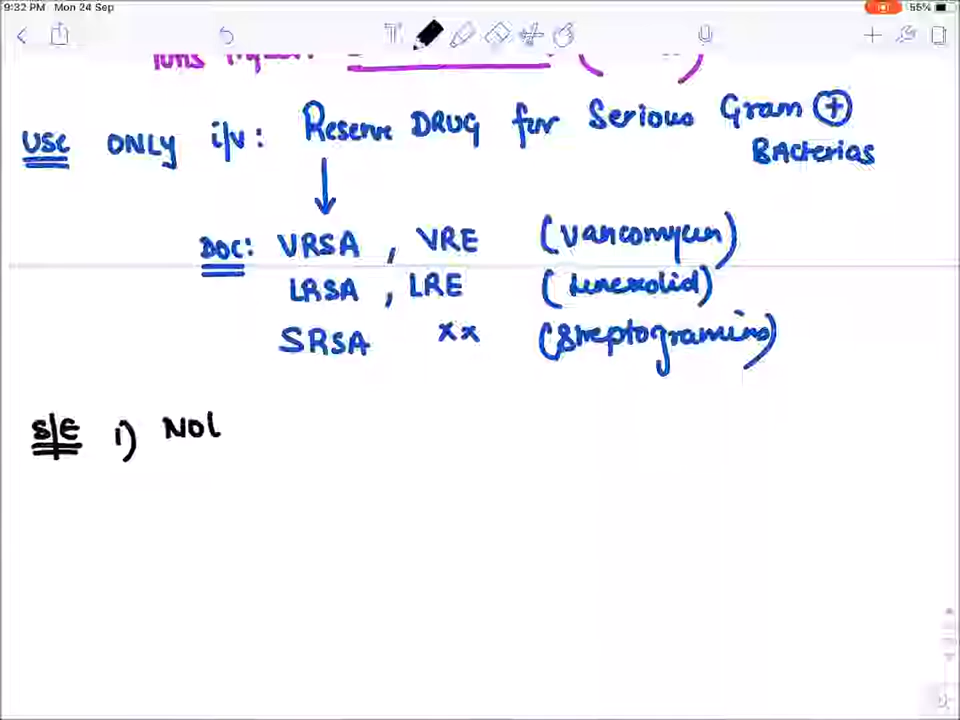 9:32 PM Mon 24 Sep 55%
USE ONLY i/v: Reserve DRUG for Serious Gram +
BActerias
DOC: VRSA , VRE (Vancomycin)
LRSA , LRE (Linezolid)
SRSA xx (Streptogramins)
S/E i) NOL